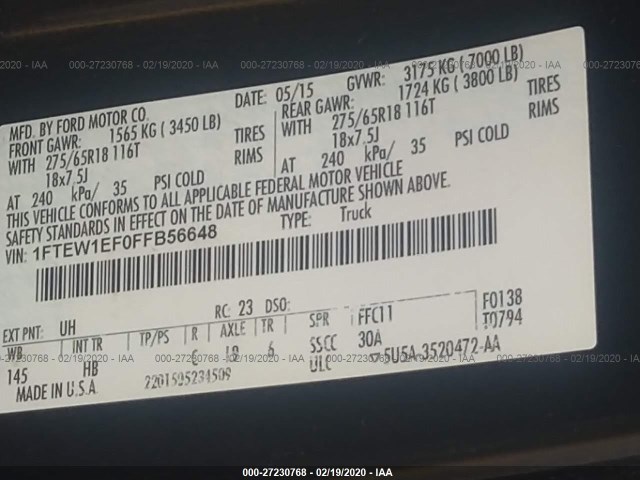 000-27230768 - 02/19/2020 - IAA
MFD. BY FORD MOTOR CO. DATE: 05/15 GVWR: 3175 KG ( 7000 LB)
FRONT GAWR: 1565 KG ( 3450 LB) REAR GAWR: 1724 KG ( 3800 LB)
WITH 275/65R18 116T TIRES WITH 275/65R18 116T TIRES
18x7.5J RIMS 18x7.5J RIMS
AT 240 kPa/ 35 PSI COLD AT 240 kPa/ 35 PSI COLD
THIS VEHICLE CONFORMS TO ALL APPLICABLE FEDERAL MOTOR VEHICLE
SAFETY STANDARDS IN EFFECT ON THE DATE OF MANUFACTURE SHOWN ABOVE.
VIN: 1FTEW1EF0FFB56648 TYPE: Truck
EXT PNT: UH RC: 23 DSO: F0138
WB INT TR TP/PS R AXLE TR SPR FFC11 T0794
145 HB L9 6 SSCC 30A
MADE IN U.S.A. 2201505234509 ULC 5U5A-3520472-AA
000-27230768 - 02/19/2020 - IAA